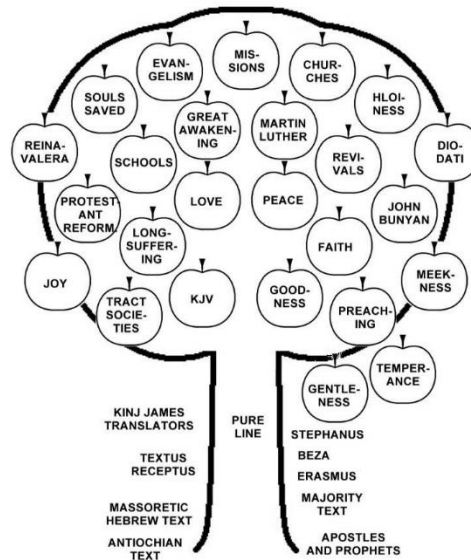 MIS-
SIONS
EVAN-
GELISM
CHUR-
CHES
SOULS
SAVED
HLOI-
NESS
GREAT
AWAKEN-
ING
MARTIN
LUTHER
REINA-
VALERA
SCHOOLS
REVI-
VALS
DIO-
DATI
PROTEST-
ANT
REFORM.
LOVE
PEACE
JOHN
BUNYAN
LONG-
SUFFER-
ING
FAITH
JOY
TRACT
SOCIE-
TIES
KJV
GOOD-
NESS
PREACH-
ING
MEEK-
NESS
GENTLE-
NESS
TEMPER-
ANCE
KINJ JAMES
TRANSLATORS
TEXTUS
RECEPTUS
MASSORETIC
HEBREW TEXT
ANTIOCHIAN
TEXT
PURE
LINE
STEPHANUS
BEZA
ERASMUS
MAJORITY
TEXT
APOSTLES
AND PROPHETS